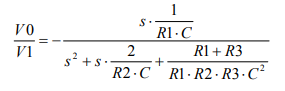 V0/V1 = − (s · 1/(R1 · C)) / (s² + s · 2/(R2 · C) + (R1 + R3)/(R1 · R2 · R3 · C²))